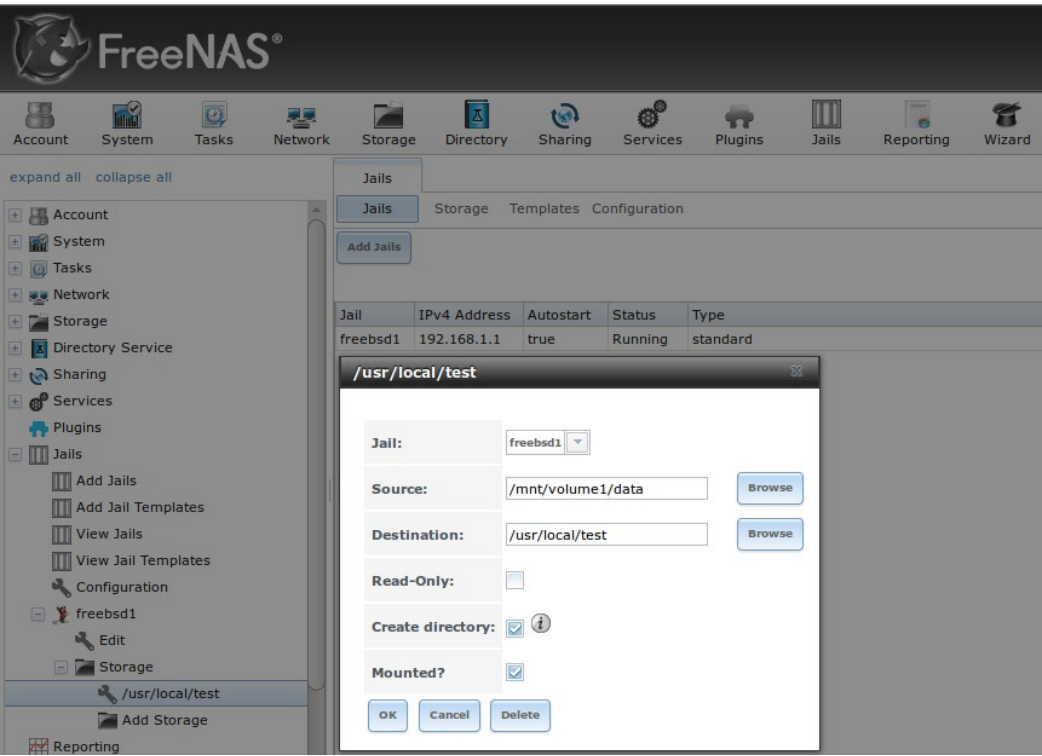 FreeNAS®
Account System Tasks Network Storage Directory Sharing Services Plugins Jails Reporting Wizard
expand all collapse all
Account
System
Tasks
Network
Storage
Directory Service
Sharing
Services
Plugins
Jails
Add Jails
Add Jail Templates
View Jails
View Jail Templates
Configuration
freebsd1
Edit
Storage
/usr/local/test
Add Storage
Reporting
Jails
Jails Storage Templates Configuration
Add Jails
Jail IPv4 Address Autostart Status Type
freebsd1 192.168.1.1 true Running standard
/usr/local/test
Jail: freebsd1
Source: /mnt/volume1/data Browse
Destination: /usr/local/test Browse
Read-Only:
Create directory: i
Mounted?
OK Cancel Delete